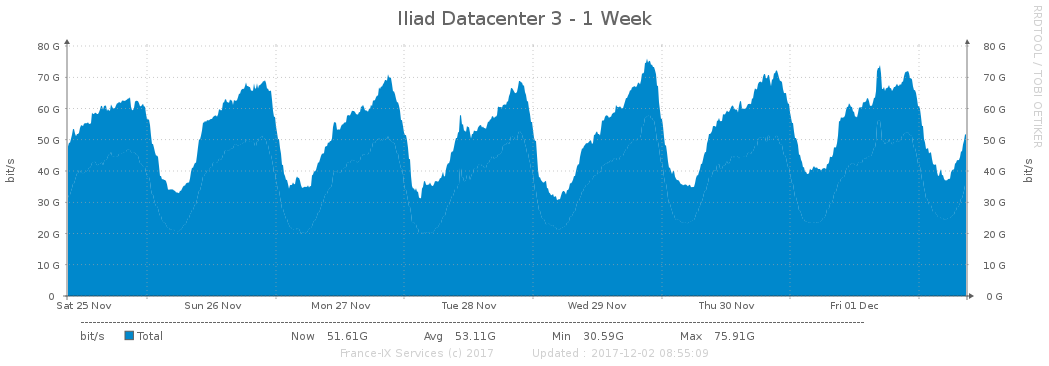 Iliad Datacenter 3 - 1 Week
RRDTOOL / TOBI OETIKER
80 G 80 G
70 G 70 G
60 G 60 G
50 G 50 G
40 G 40 G
30 G 30 G
20 G 20 G
10 G 10 G
0 0 G
bit/s bit/s
Sat 25 Nov Sun 26 Nov Mon 27 Nov Tue 28 Nov Wed 29 Nov Thu 30 Nov Fri 01 Dec
bit/s Total Now 51.61G Avg 53.11G Min 30.59G Max 75.91G
France-IX Services (c) 2017 Updated : 2017-12-02 08:55:09